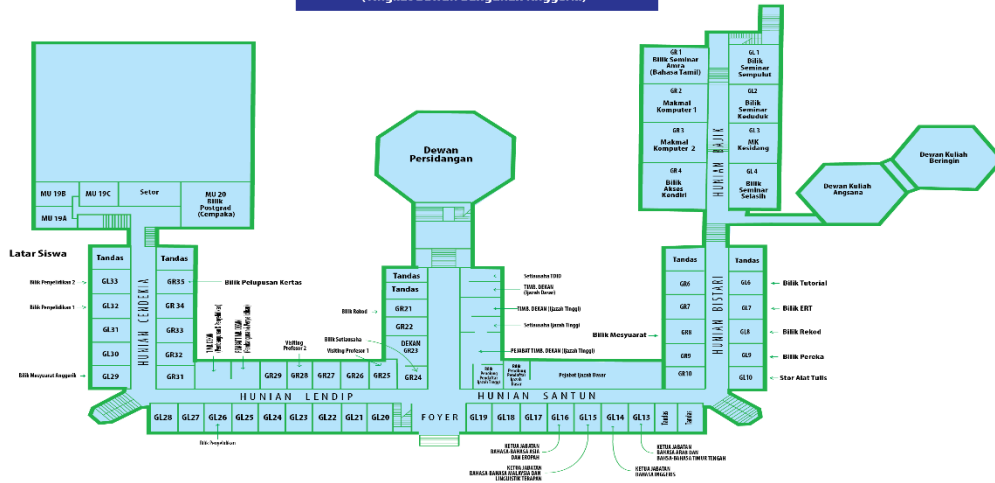 GR 1
Bilik Seminar
Amra
(Bahasa Tamil)
GL 1
Bilik
Seminar
Sempulut
GR 2
Makmal
Komputer 1
GL2
Bilik
Seminar
Keduduk
GR 3
Makmal
Komputer 2
GL 3
MK
Kesidang
GR 4
Bilik
Akses
Kendiri
GL 4
Bilik
Seminar
Selasih
HUNIAN RAJIK
Dewan Kuliah
Beringin
Dewan Kuliah
Angsana
Dewan
Persidangan
MU 19B
MU 19C
Setor
MU 20
Bilik
Postgrad
(Cempaka)
MU 19A
Latar Siswa
Tandas
Tandas
Bilik Penyelidikan 2
GL33
GR35
Bilik Pelupusan Kertas
Bilik Penyelidikan 1
GL32
GR 34
GL31
GR33
GL30
GR32
Bilik Mesyuarat Anggerik
GL29
GR31
HUNIAN CENDEKIA
Visiting
Profesor 2
Visiting Profesor 1
Bilik Setiausaha
Bilik Rekod
GR29
GR28
GR27
GR26
GR25
Tandas
Tandas
GR21
GR22
DEKAN
GR23
GR24
Setiausaha TDID
TIMB. DEKAN
(Ijazah Dasar)
TIMB. DEKAN (Ijazah Tinggi)
Setiausaha Ijazah Tinggi
PEJABAT TIMB. DEKAN (Ijazah Tinggi)
Pejabat Ijazah Dasar
Tandas
Tandas
GR6
GL6
Bilik Tutorial
GR7
GL7
Bilik ERT
Bilik Mesyuarat
GR8
GL8
Bilik Rekod
GR9
GL9
Bilik Pereka
GR10
GL10
Stor Alat Tulis
HUNIAN BISTARI
HUNIAN LENDIP
HUNIAN SANTUN
GL28
GL27
GL26
GL25
GL24
GL23
GL22
GL21
GL20
FOYER
GL19
GL18
GL17
GL16
GL15
GL14
GL13
Tandas
Tandas
Bilik Penyelidikan
KETUA JABATAN
BAHASA-BAHASA ASIA
DAN EROPAH
KETUA JABATAN
BAHASA-BAHASA MALAYSIA DAN
LINGUISTIK TERAPAN
KETUA JABATAN
BAHASA INGGERIS
KETUA JABATAN
BAHASA ARAB DAN
BAHSA-BAHASA TIMUR TENGAH